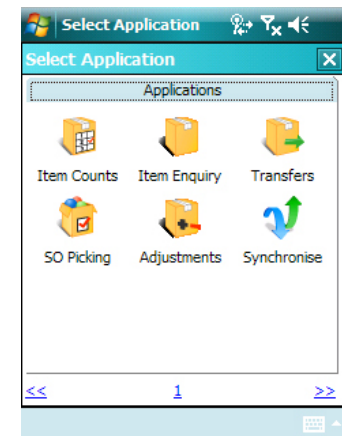 Select Application
Select Application
Applications
Item Counts Item Enquiry Transfers
SO Picking Adjustments Synchronise
<< 1 >>